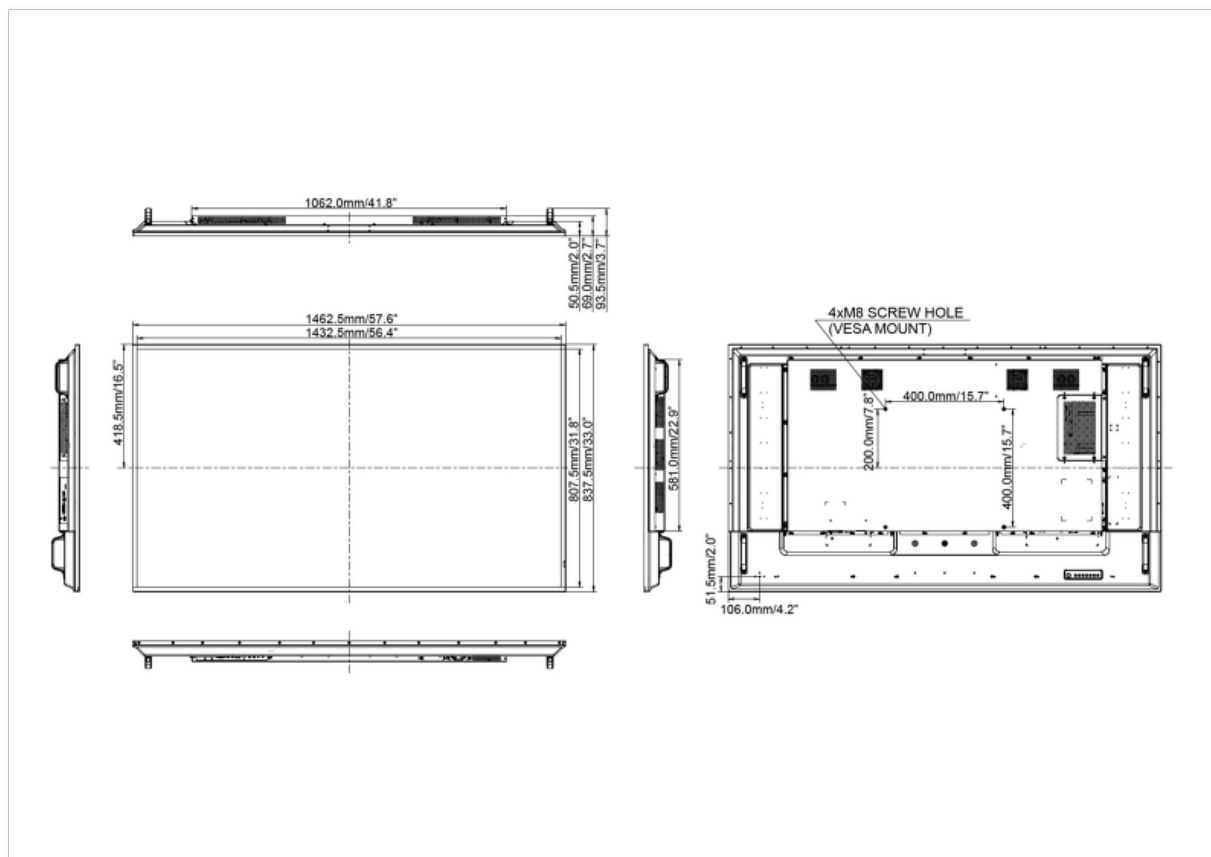 1062.0mm/41.8"
50.5mm/2.0"
69.0mm/2.7"
93.5mm/3.7"
1462.5mm/57.6"
1432.5mm/56.4"
418.5mm/16.5"
807.5mm/31.8"
837.5mm/33.0"
581.0mm/22.9"
4xM8 SCREW HOLE
(VESA MOUNT)
400.0mm/15.7"
200.0mm/7.8"
400.0mm/15.7"
51.5mm/2.0"
106.0mm/4.2"